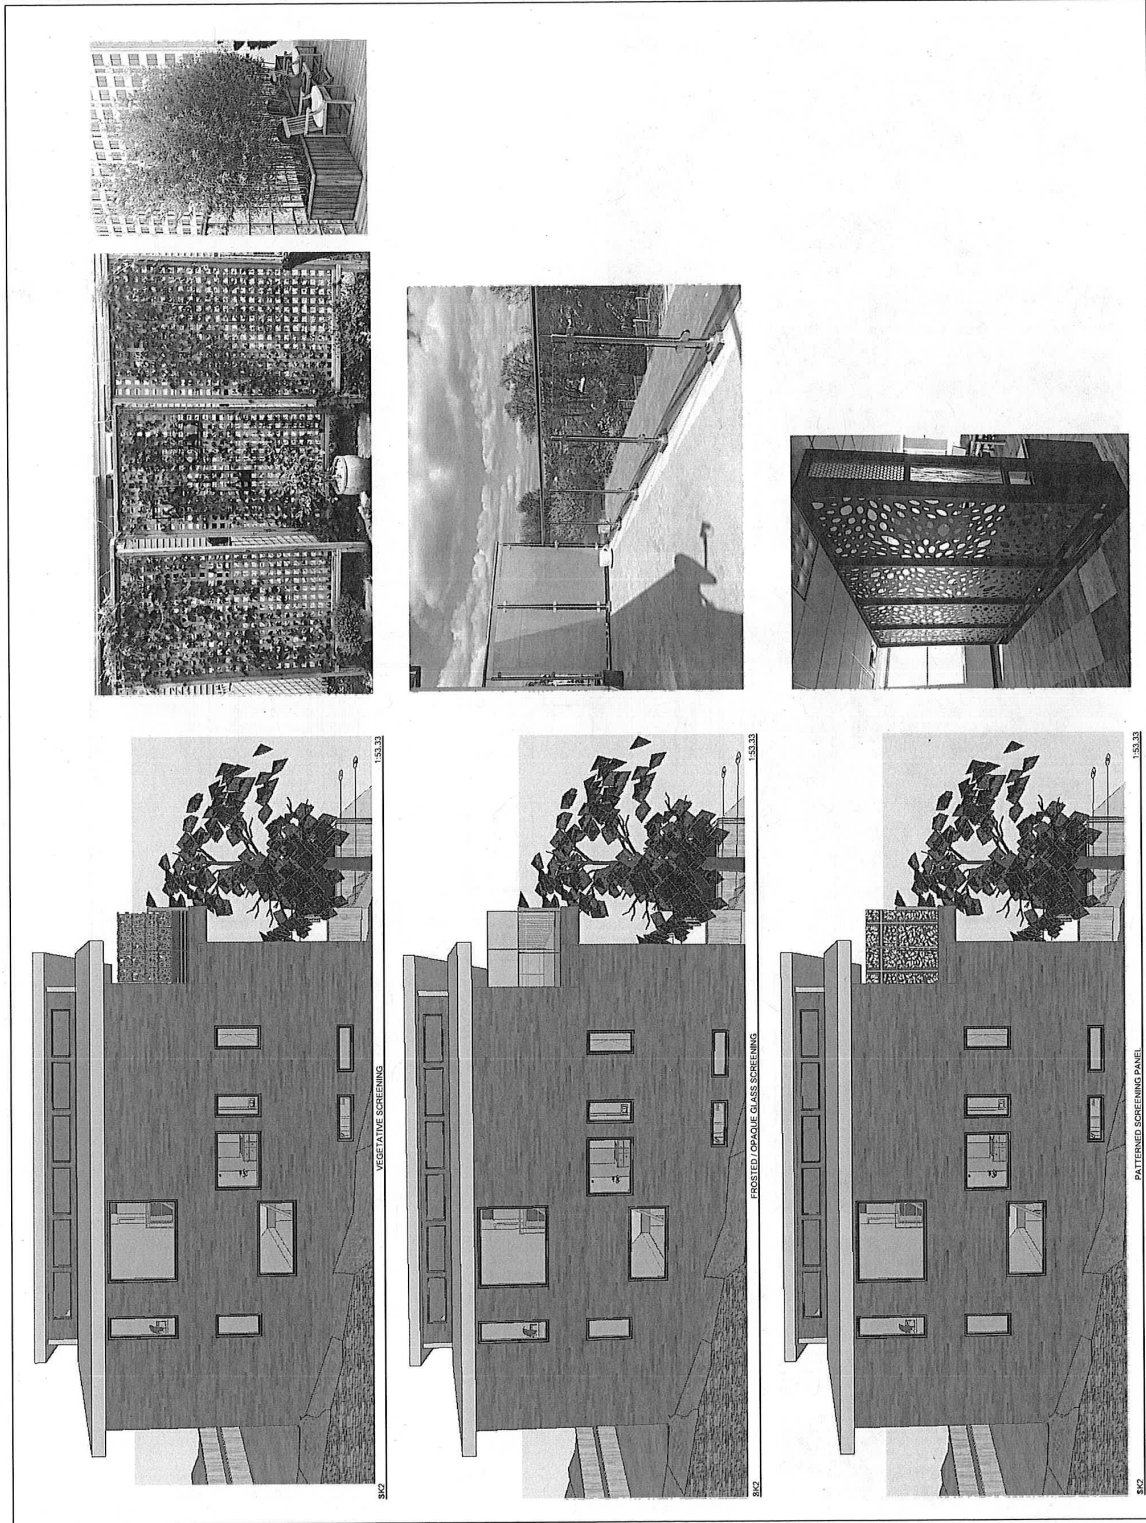 SK2
VEGETATIVE SCREENING
1:53.33
SK2
FROSTED / OPAQUE GLASS SCREENING
1:53.33
SK2
PATTERNED SCREENING PANEL
1:53.33